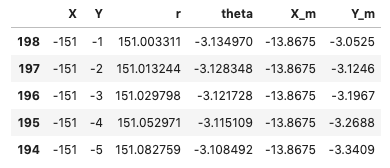 X Y r theta X_m Y_m
198 -151 -1 151.003311 -3.134970 -13.8675 -3.0525
197 -151 -2 151.013244 -3.128348 -13.8675 -3.1246
196 -151 -3 151.029798 -3.121728 -13.8675 -3.1967
195 -151 -4 151.052971 -3.115109 -13.8675 -3.2688
194 -151 -5 151.082759 -3.108492 -13.8675 -3.3409